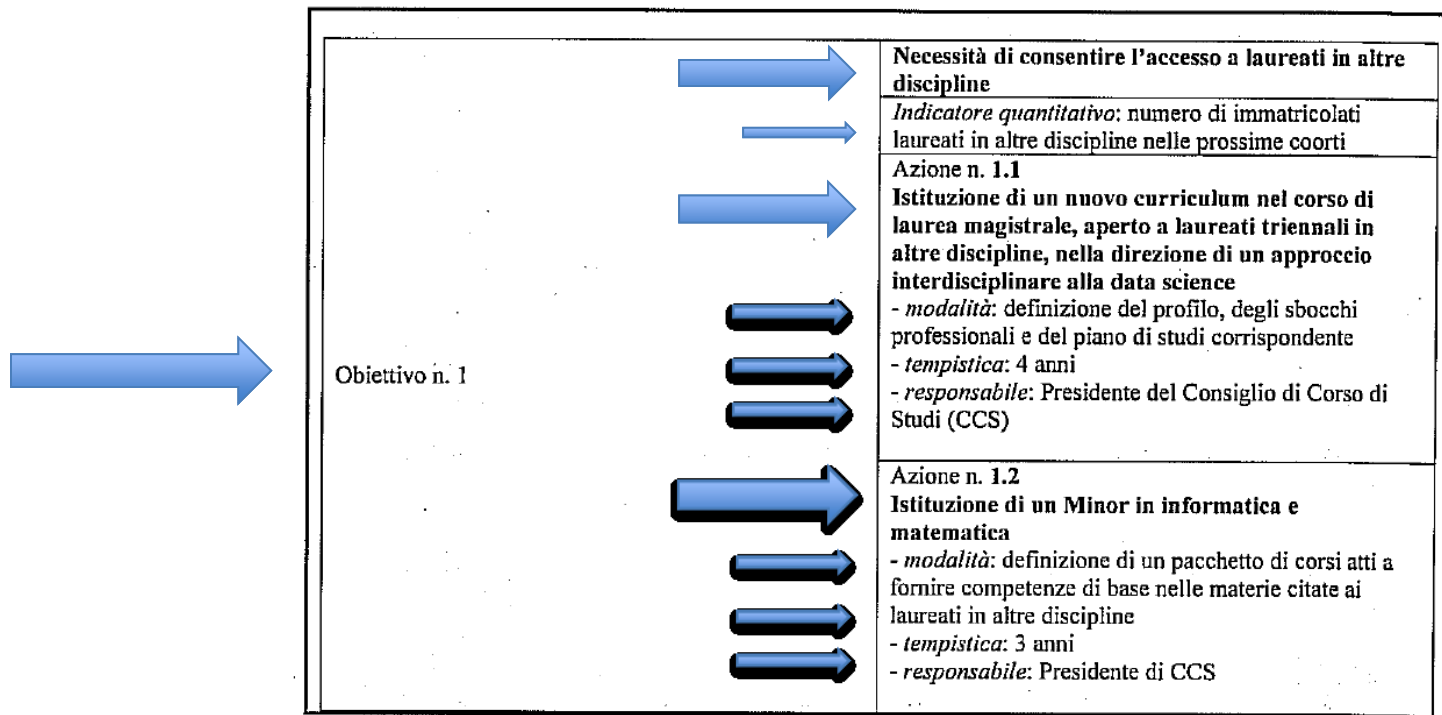 Necessità di consentire l'accesso a laureati in altre
discipline
Indicatore quantitativo: numero di immatricolati
laureati in altre discipline nelle prossime coorti
Azione n. 1.1
Istituzione di un nuovo curriculum nel corso di
laurea magistrale, aperto a laureati triennali in
altre discipline, nella direzione di un approccio
interdisciplinare alla data science
- modalità: definizione del profilo, degli sbocchi
professionali e del piano di studi corrispondente
- tempistica: 4 anni
- responsabile: Presidente del Consiglio di Corso di
Studi (CCS)
Obiettivo n. 1
Azione n. 1.2
Istituzione di un Minor in informatica e
matematica
- modalità: definizione di un pacchetto di corsi atti a
fornire competenze di base nelle materie citate ai
laureati in altre discipline
- tempistica: 3 anni
- responsabile: Presidente di CCS